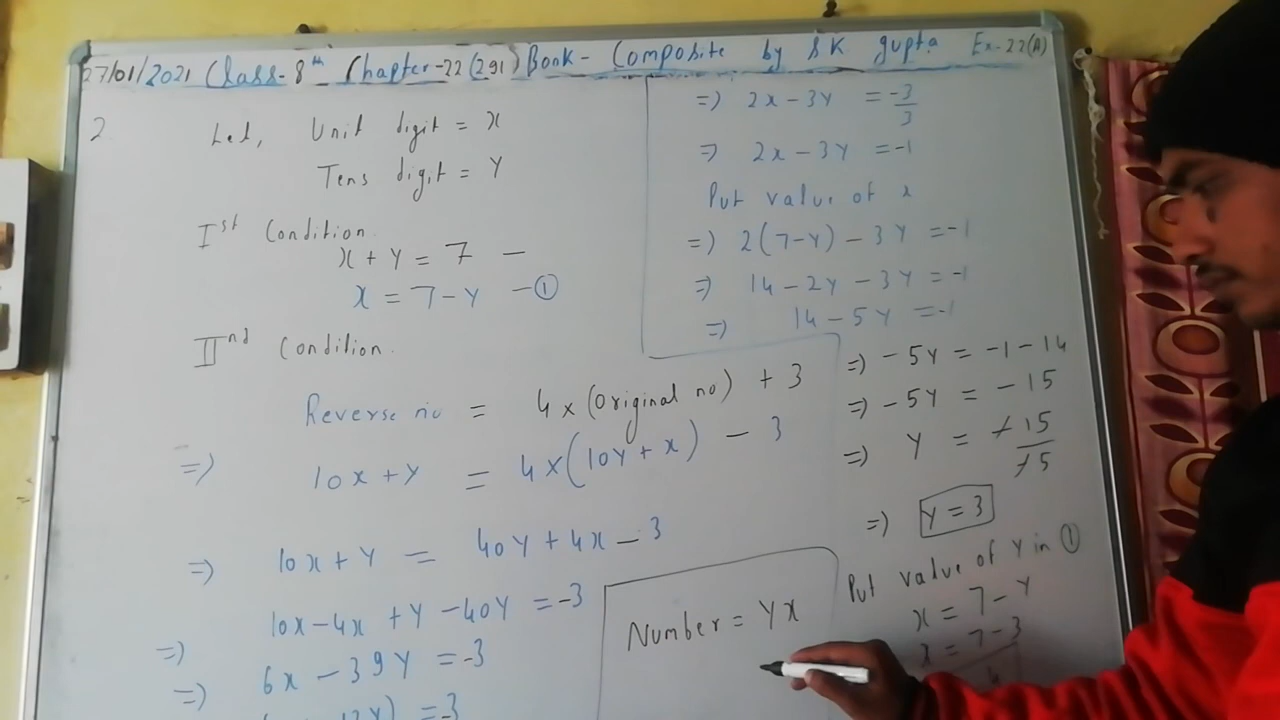 27/01/2021 Class-8th Chapter-22(291) Book- Composite by SK gupta Ex-22(A)
2
Let, Unit digit = x
Tens digit = Y
Ist Condition
x + Y = 7 -
x = 7 - Y - ①
IInd Condition.
Reverse no = 4 x (Original no) + 3
=) 10x + Y = 4 x (10Y + x) - 3
=) 10x + Y = 40Y + 4x - 3
=) 10x - 4x + Y - 40Y = -3
=) 6x - 39Y = -3
=) 2x - 3Y = -3/3
=) 2x - 3Y = -1
Put value of x
=) 2(7-Y) - 3Y = -1
=) 14 - 2Y - 3Y = -1
=) 14 - 5Y = -1
=) -5Y = -1 - 14
=) -5Y = -15
=) Y = -15/-5
=) Y = 3
Put value of Y in ①
x = 7 - Y
x = 7 - 3
4
Number = Yx